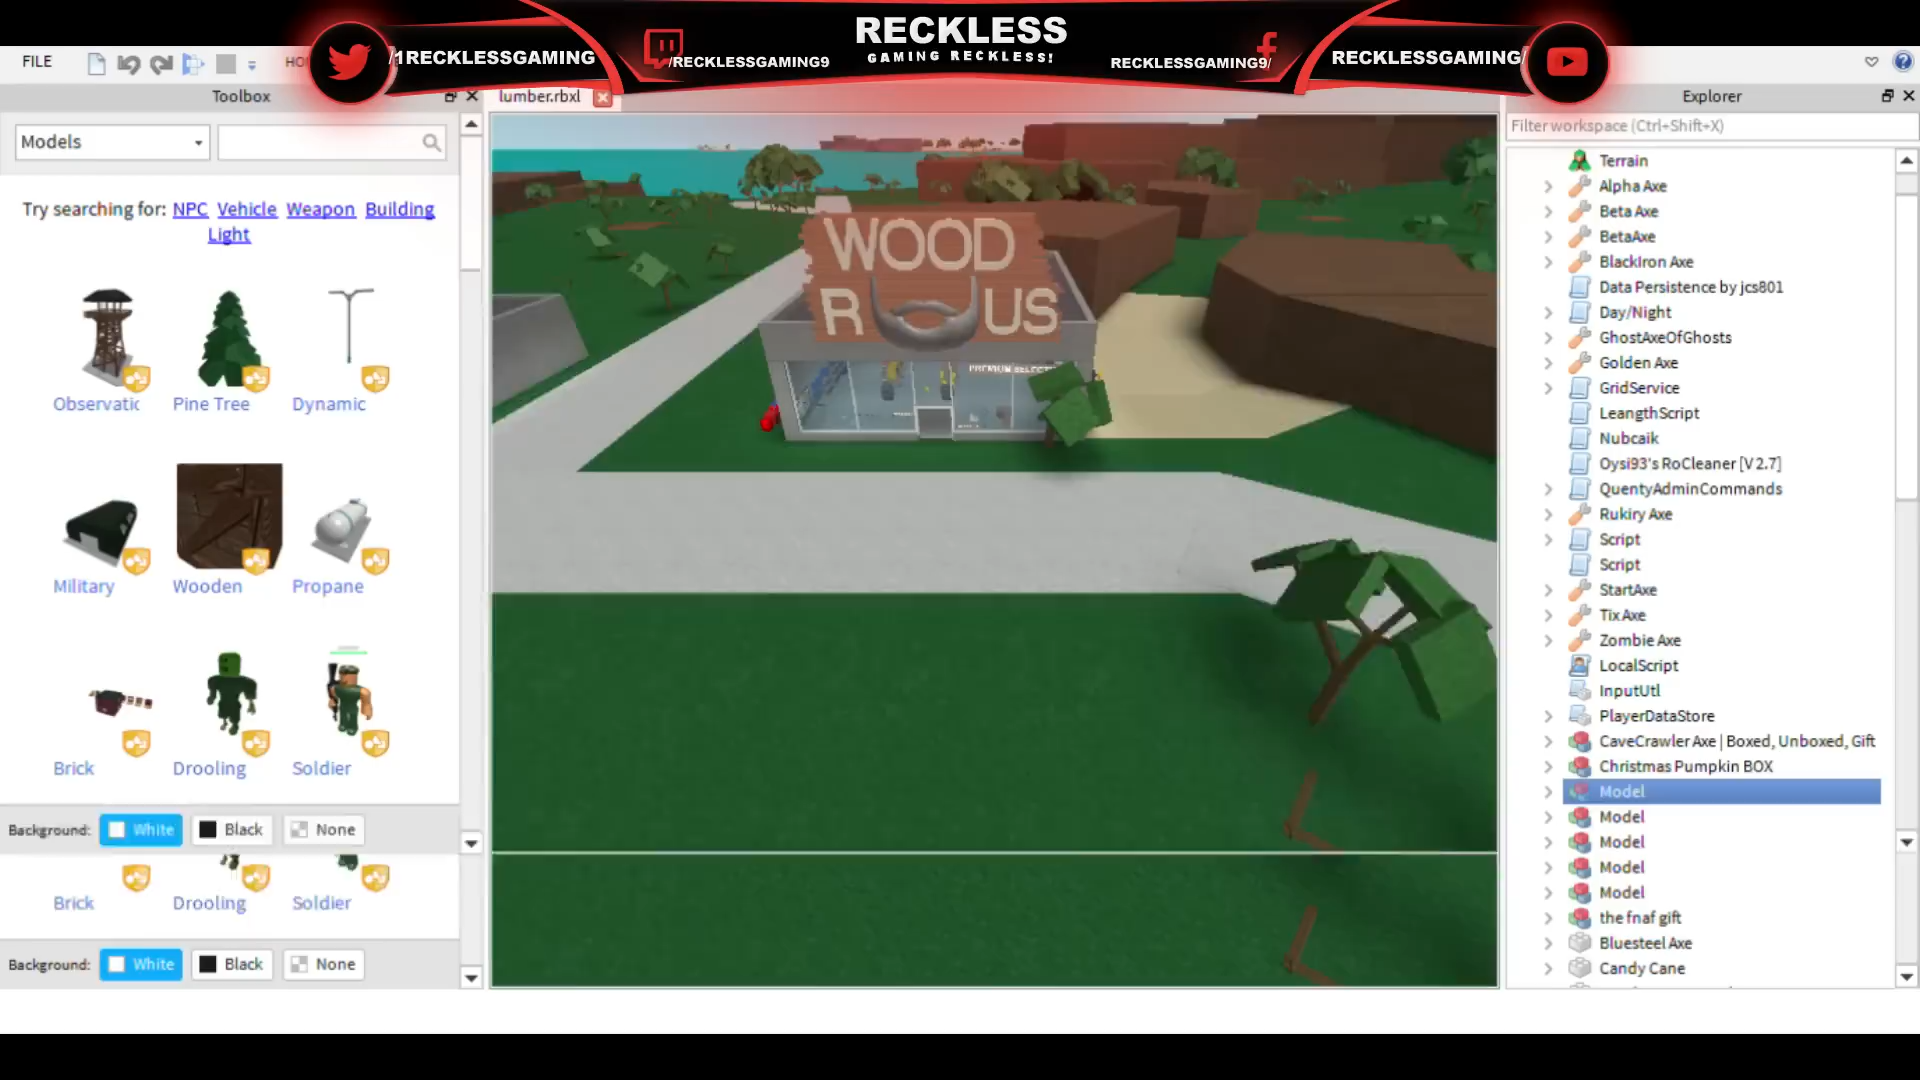 RECKLESS
GAMING RECKLESS!
/1RECKLESSGAMING
/RECKLESSGAMING9
RECKLESSGAMING9/
RECKLESSGAMING/
FILE
Toolbox
lumber.rbxl
Explorer
Models
Filter workspace (Ctrl+Shift+X)
Try searching for: NPC Vehicle Weapon Building
Light
Observatic
Pine Tree
Dynamic
Military
Wooden
Propane
Brick
Drooling
Soldier
Background: White Black None
Brick
Drooling
Soldier
Background: White Black None
WOOD
R US
Terrain
Alpha Axe
Beta Axe
BetaAxe
BlackIron Axe
Data Persistence by jcs801
Day/Night
GhostAxeOfGhosts
Golden Axe
GridService
LeangthScript
Nubcaik
Oysi93's RoCleaner [V 2.7]
QuentyAdminCommands
Rukiry Axe
Script
Script
StartAxe
Tix Axe
Zombie Axe
LocalScript
InputUtl
PlayerDataStore
CaveCrawler Axe | Boxed, Unboxed, Gift
Christmas Pumpkin BOX
Model
Model
Model
Model
Model
the fnaf gift
Bluesteel Axe
Candy Cane